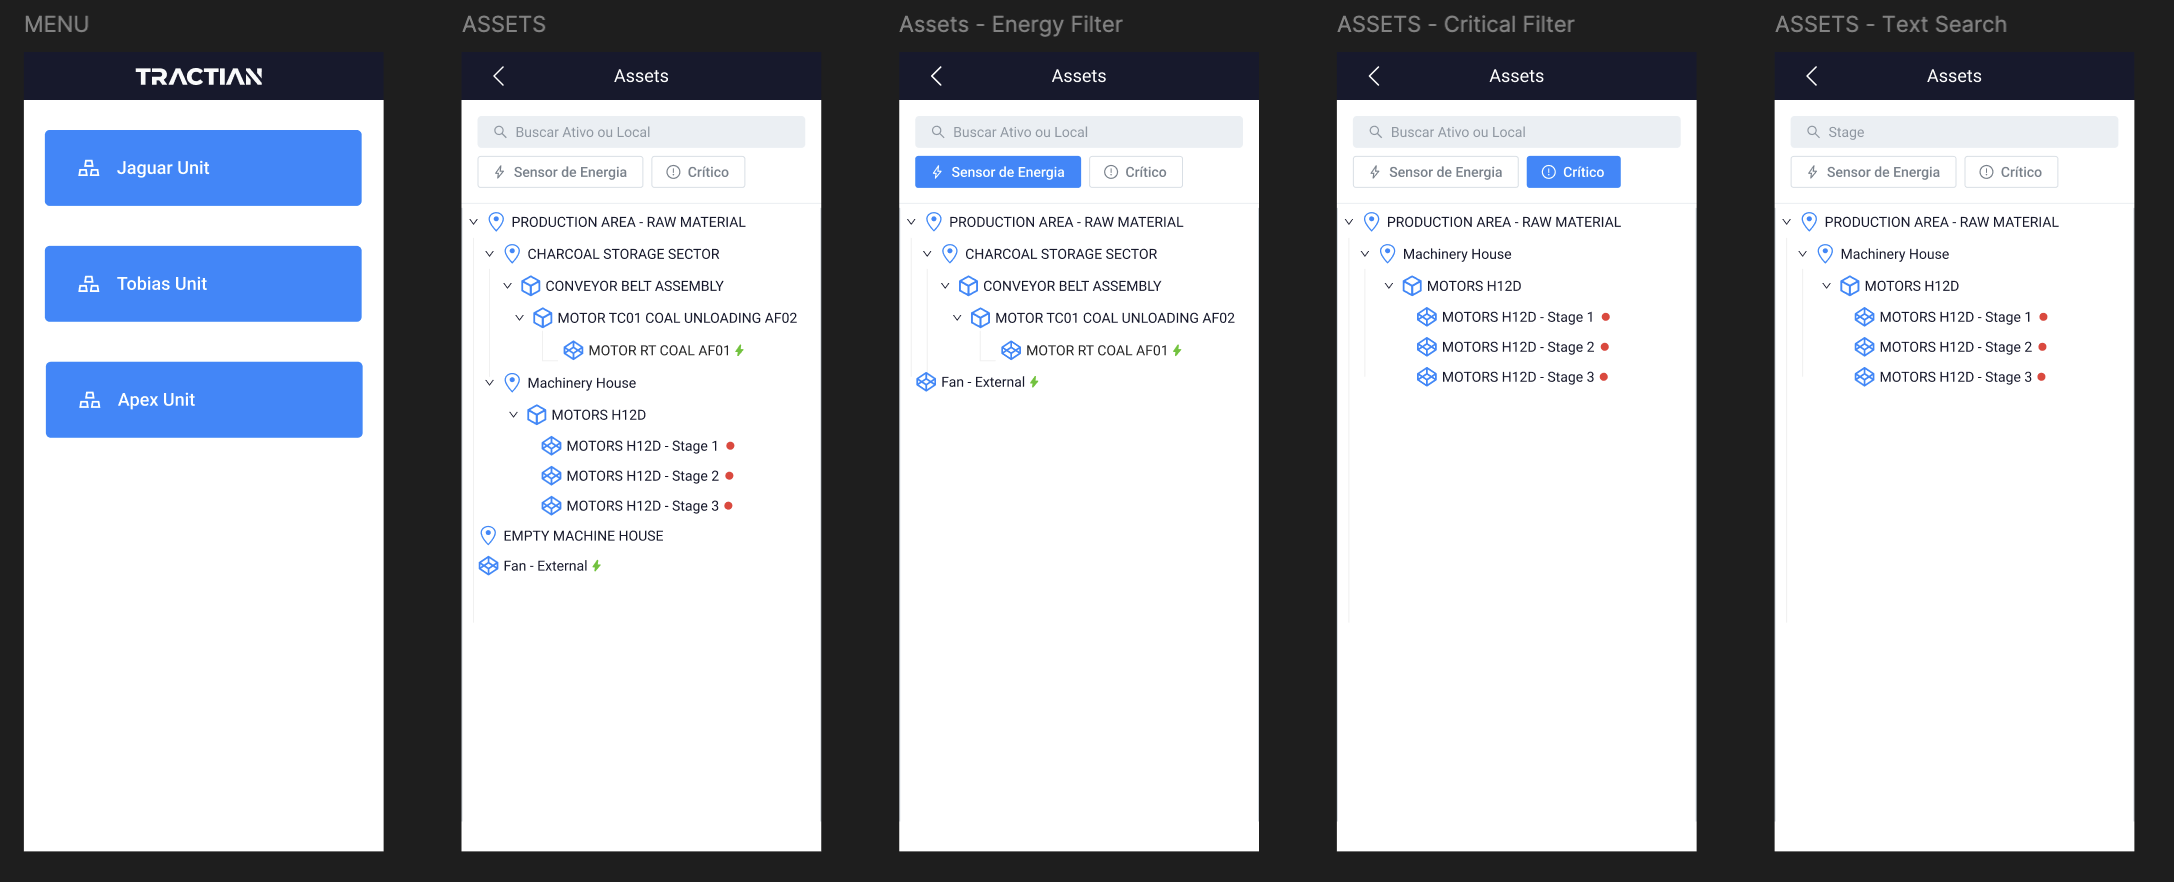 MENU
TRACTIAN
Jaguar Unit
Tobias Unit
Apex Unit
ASSETS
Assets
Buscar Ativo ou Local
Sensor de Energia
Crítico
PRODUCTION AREA - RAW MATERIAL
CHARCOAL STORAGE SECTOR
CONVEYOR BELT ASSEMBLY
MOTOR TC01 COAL UNLOADING AF02
MOTOR RT COAL AF01
Machinery House
MOTORS H12D
MOTORS H12D - Stage 1
MOTORS H12D - Stage 2
MOTORS H12D - Stage 3
EMPTY MACHINE HOUSE
Fan - External
Assets - Energy Filter
Assets
Buscar Ativo ou Local
Sensor de Energia
Crítico
PRODUCTION AREA - RAW MATERIAL
CHARCOAL STORAGE SECTOR
CONVEYOR BELT ASSEMBLY
MOTOR TC01 COAL UNLOADING AF02
MOTOR RT COAL AF01
Fan - External
ASSETS - Critical Filter
Assets
Buscar Ativo ou Local
Sensor de Energia
Crítico
PRODUCTION AREA - RAW MATERIAL
Machinery House
MOTORS H12D
MOTORS H12D - Stage 1
MOTORS H12D - Stage 2
MOTORS H12D - Stage 3
ASSETS - Text Search
Assets
Stage
Sensor de Energia
Crítico
PRODUCTION AREA - RAW MATERIAL
Machinery House
MOTORS H12D
MOTORS H12D - Stage 1
MOTORS H12D - Stage 2
MOTORS H12D - Stage 3